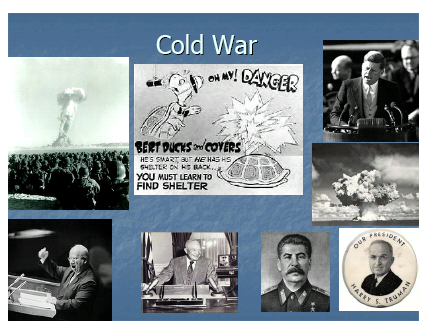 Cold War
OH MY! DANGER
BERT DUCKS and COVERS
HE'S SMART, BUT HE HAS HIS
SHELTER ON HIS BACK...
YOU MUST LEARN TO
FIND SHELTER
OUR PRESIDENT
HARRY S. TRUMAN